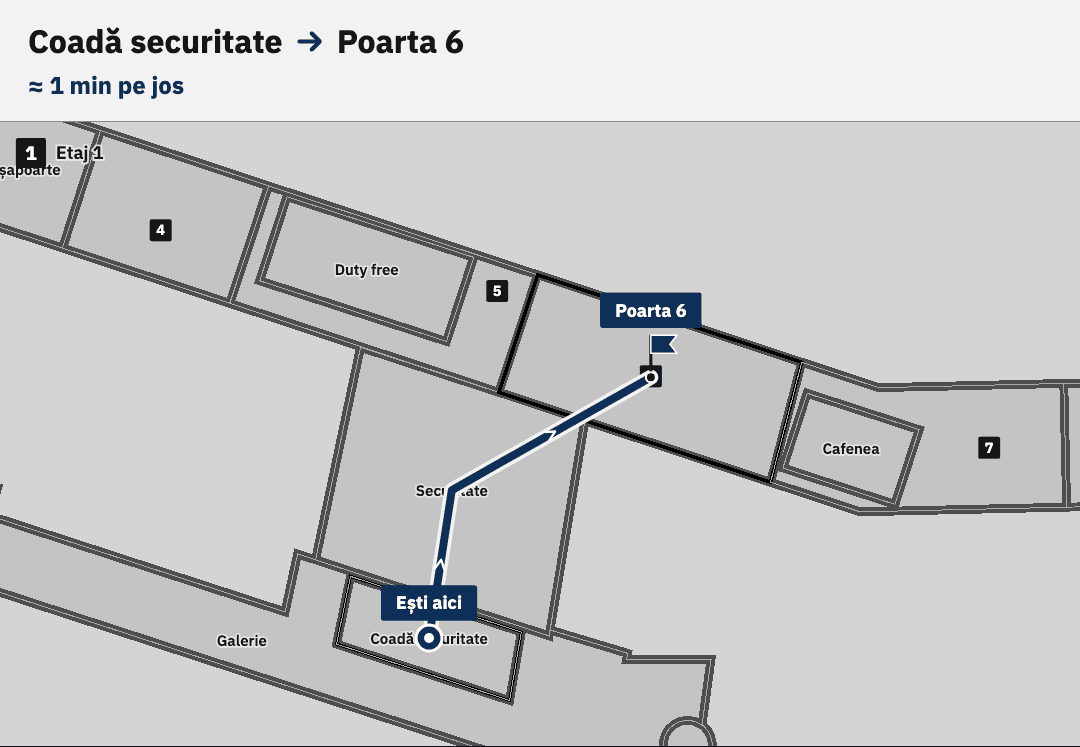 Coadă securitate → Poarta 6
≈ 1 min pe jos
1 Etaj 1
4
Duty free
5
Poarta 6
Cafenea
7
Ești aici
Galerie
Coadă